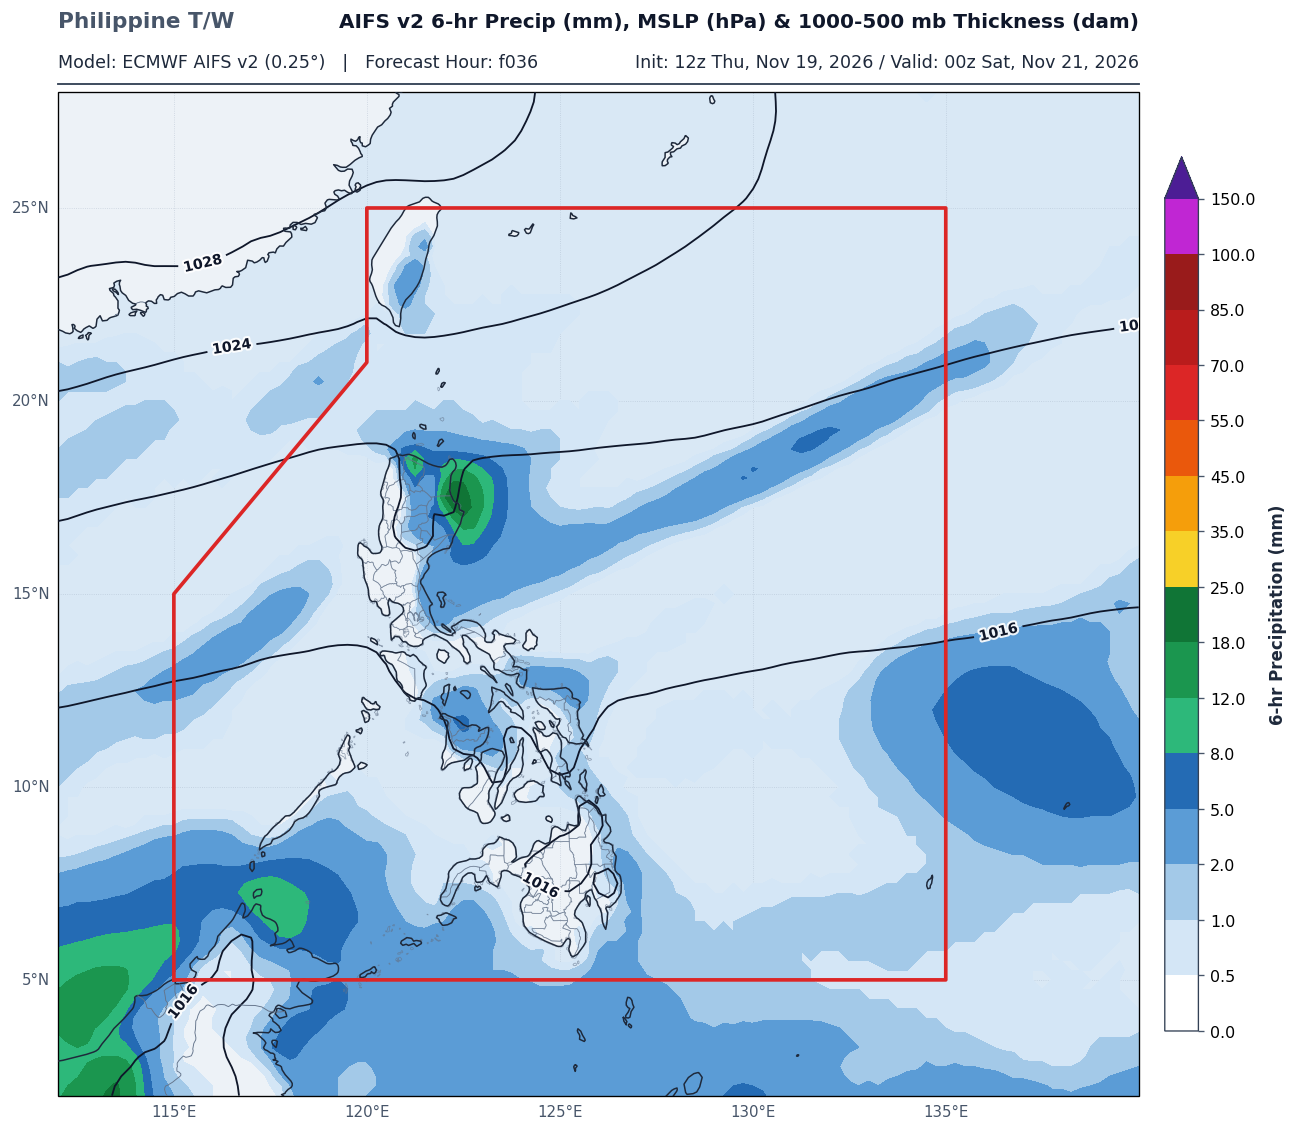 Philippine T/W
AIFS v2 6-hr Precip (mm), MSLP (hPa) & 1000-500 mb Thickness (dam)
Model: ECMWF AIFS v2 (0.25°) | Forecast Hour: f036
Init: 12z Thu, Nov 19, 2026 / Valid: 00z Sat, Nov 21, 2026
25°N
20°N
15°N
10°N
5°N
1028
1024
10
1016
1016
1016
115°E
120°E
125°E
130°E
135°E
150.0
100.0
85.0
70.0
55.0
45.0
35.0
25.0
18.0
12.0
8.0
5.0
2.0
1.0
0.5
0.0
6-hr Precipitation (mm)